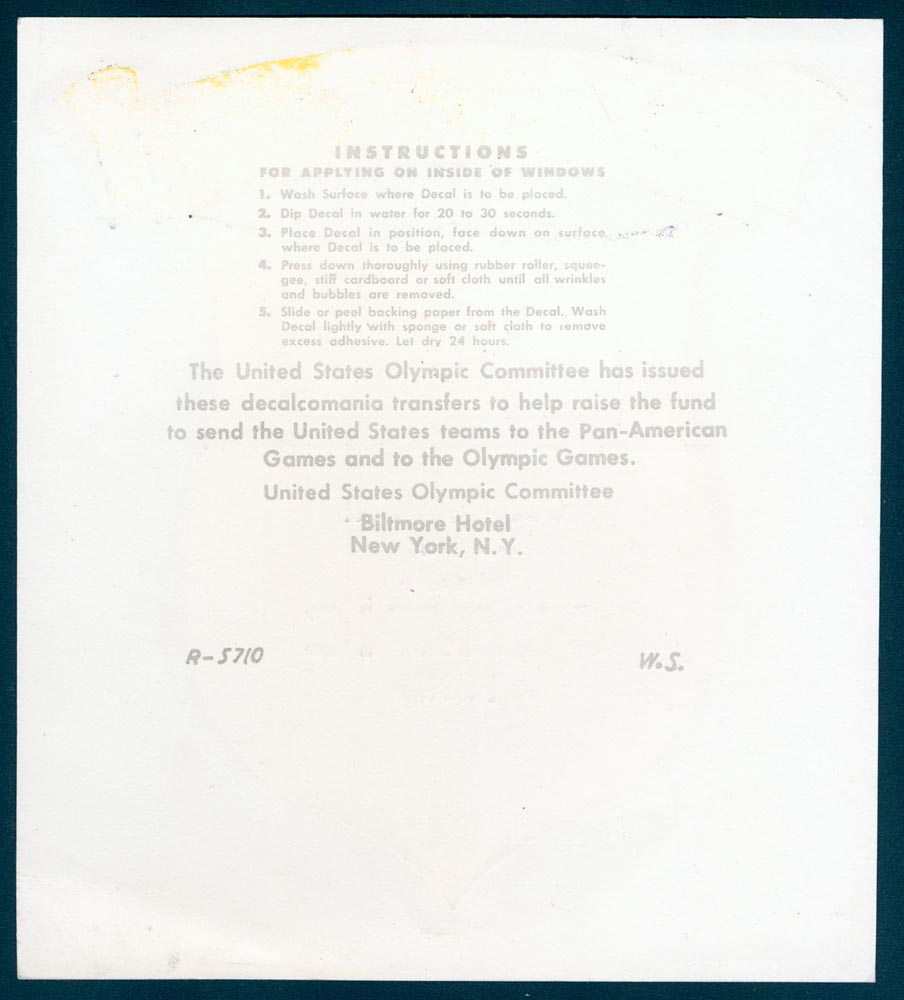 INSTRUCTIONS
FOR APPLYING ON INSIDE OF WINDOWS
1. Wash Surface where Decal is to be placed.
2. Dip Decal in water for 20 to 30 seconds.
3. Place Decal in position, face down on surface
where Decal is to be placed.
4. Press down thoroughly using rubber roller, squee-
gee, stiff cardboard or soft cloth until all wrinkles
and bubbles are removed.
5. Slide or peel backing paper from the Decal. Wash
Decal lightly with sponge or soft cloth to remove
excess adhesive. Let dry 24 hours.
The United States Olympic Committee has issued
these decalcomania transfers to help raise the fund
to send the United States teams to the Pan-American
Games and to the Olympic Games.
United States Olympic Committee
Biltmore Hotel
New York, N.Y.
R-5710 W.S.